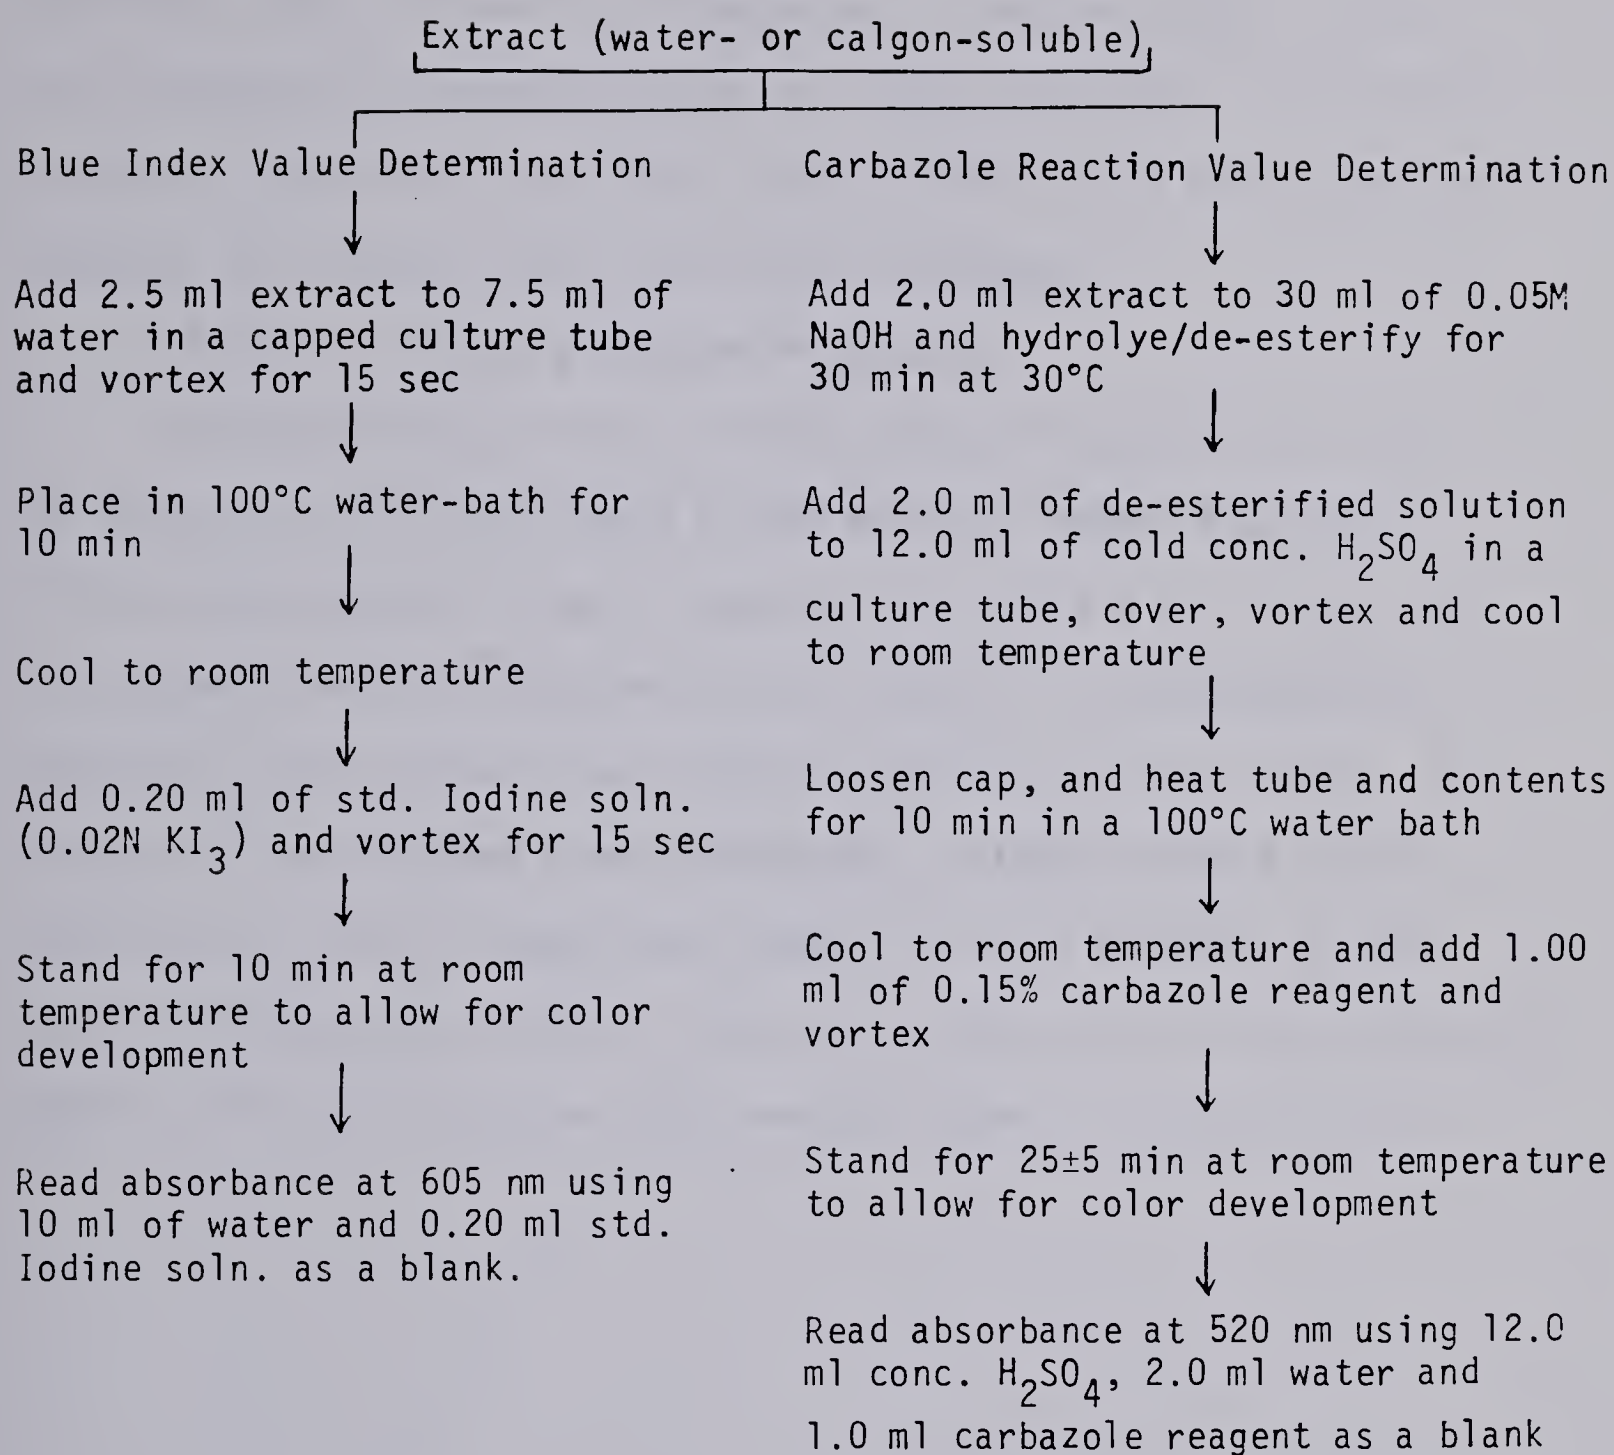 Extract (water- or calgon-soluble)
Blue Index Value Determination
Add 2.5 ml extract to 7.5 ml of
water in a capped culture tube
and vortex for 15 sec
Place in 100°C water-bath for
10 min
Cool to room temperature
Add 0.20 ml of std. Iodine soln.
(0.02N KI₃) and vortex for 15 sec
Stand for 10 min at room
temperature to allow for color
development
Read absorbance at 605 nm using
10 ml of water and 0.20 ml std.
Iodine soln. as a blank.
Carbazole Reaction Value Determination
Add 2.0 ml extract to 30 ml of 0.05M
NaOH and hydrolye/de-esterify for
30 min at 30°C
Add 2.0 ml of de-esterified solution
to 12.0 ml of cold conc. H₂SO₄ in a
culture tube, cover, vortex and cool
to room temperature
Loosen cap, and heat tube and contents
for 10 min in a 100°C water bath
Cool to room temperature and add 1.00
ml of 0.15% carbazole reagent and
vortex
Stand for 25±5 min at room temperature
to allow for color development
Read absorbance at 520 nm using 12.0
ml conc. H₂SO₄, 2.0 ml water and
1.0 ml carbazole reagent as a blank